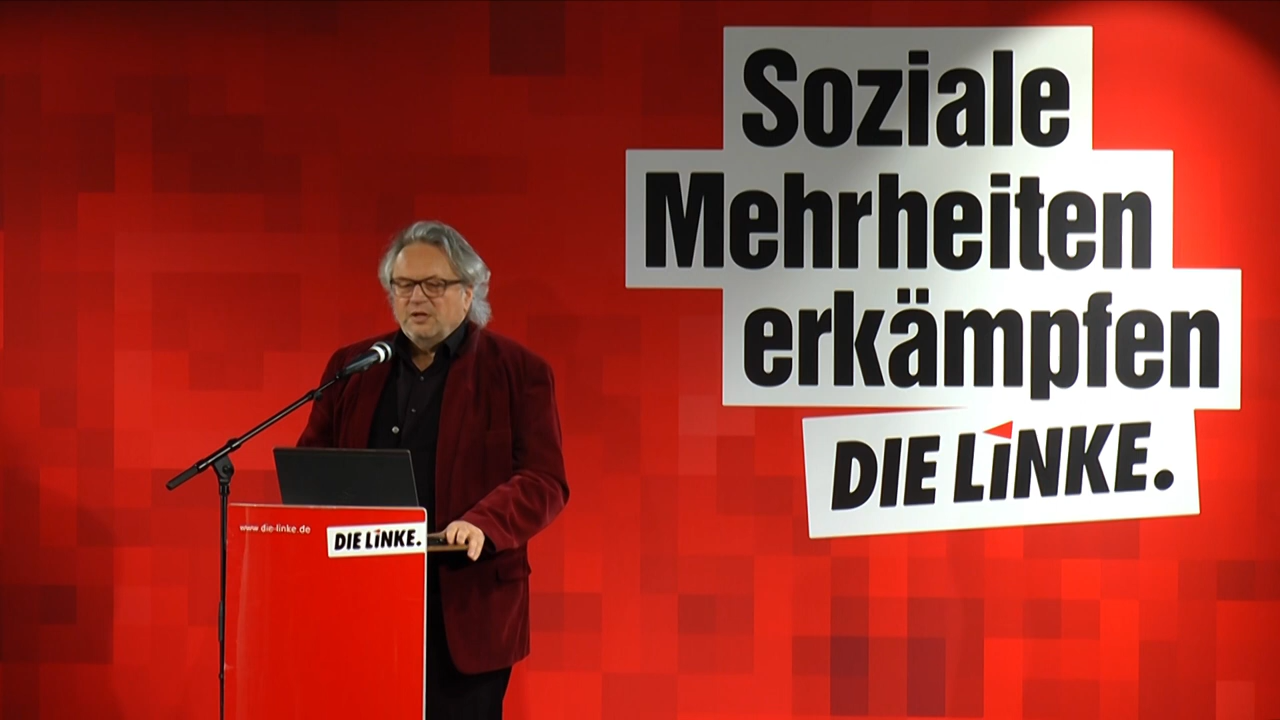 Soziale
Mehrheiten
erkämpfen
DIE LINKE.
www.die-linke.de
DIE LINKE.